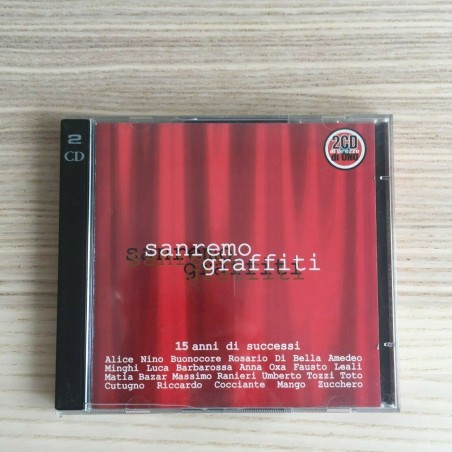 2
CD
2CD
al prezzo
di UNO
sanremo
graffiti
15 anni di successi
Alice Nino Buonocore Rosario Di Bella Amedeo
Minghi Luca Barbarossa Anna Oxa Fausto Leali
Matia Bazar Massimo Ranieri Umberto Tozzi Toto
Cutugno Riccardo Cocciante Mango Zucchero